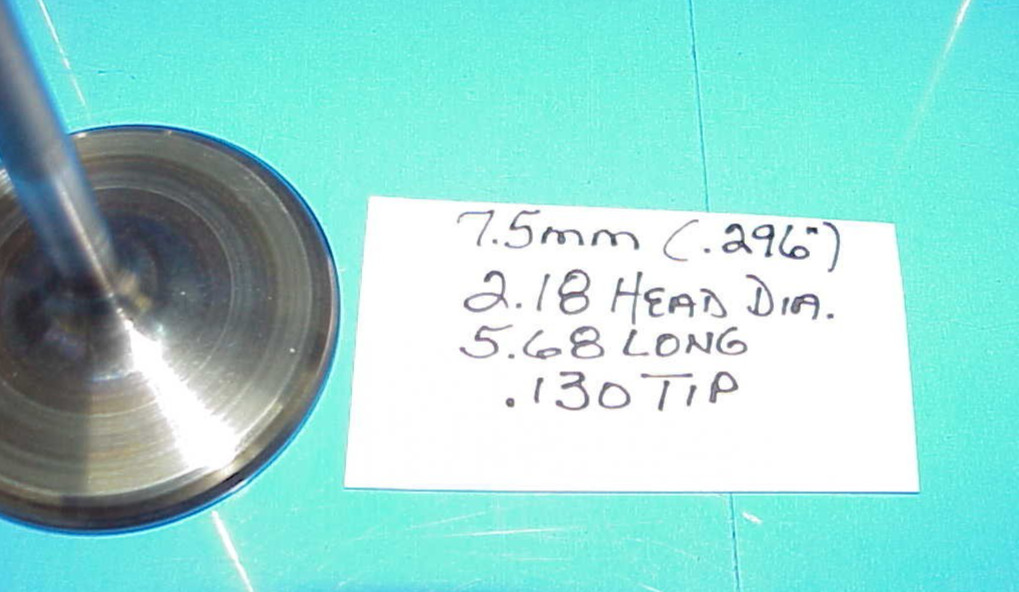 7.5mm (.296")
2.18 HEAD DIA.
5.68 LONG
.130 TIP